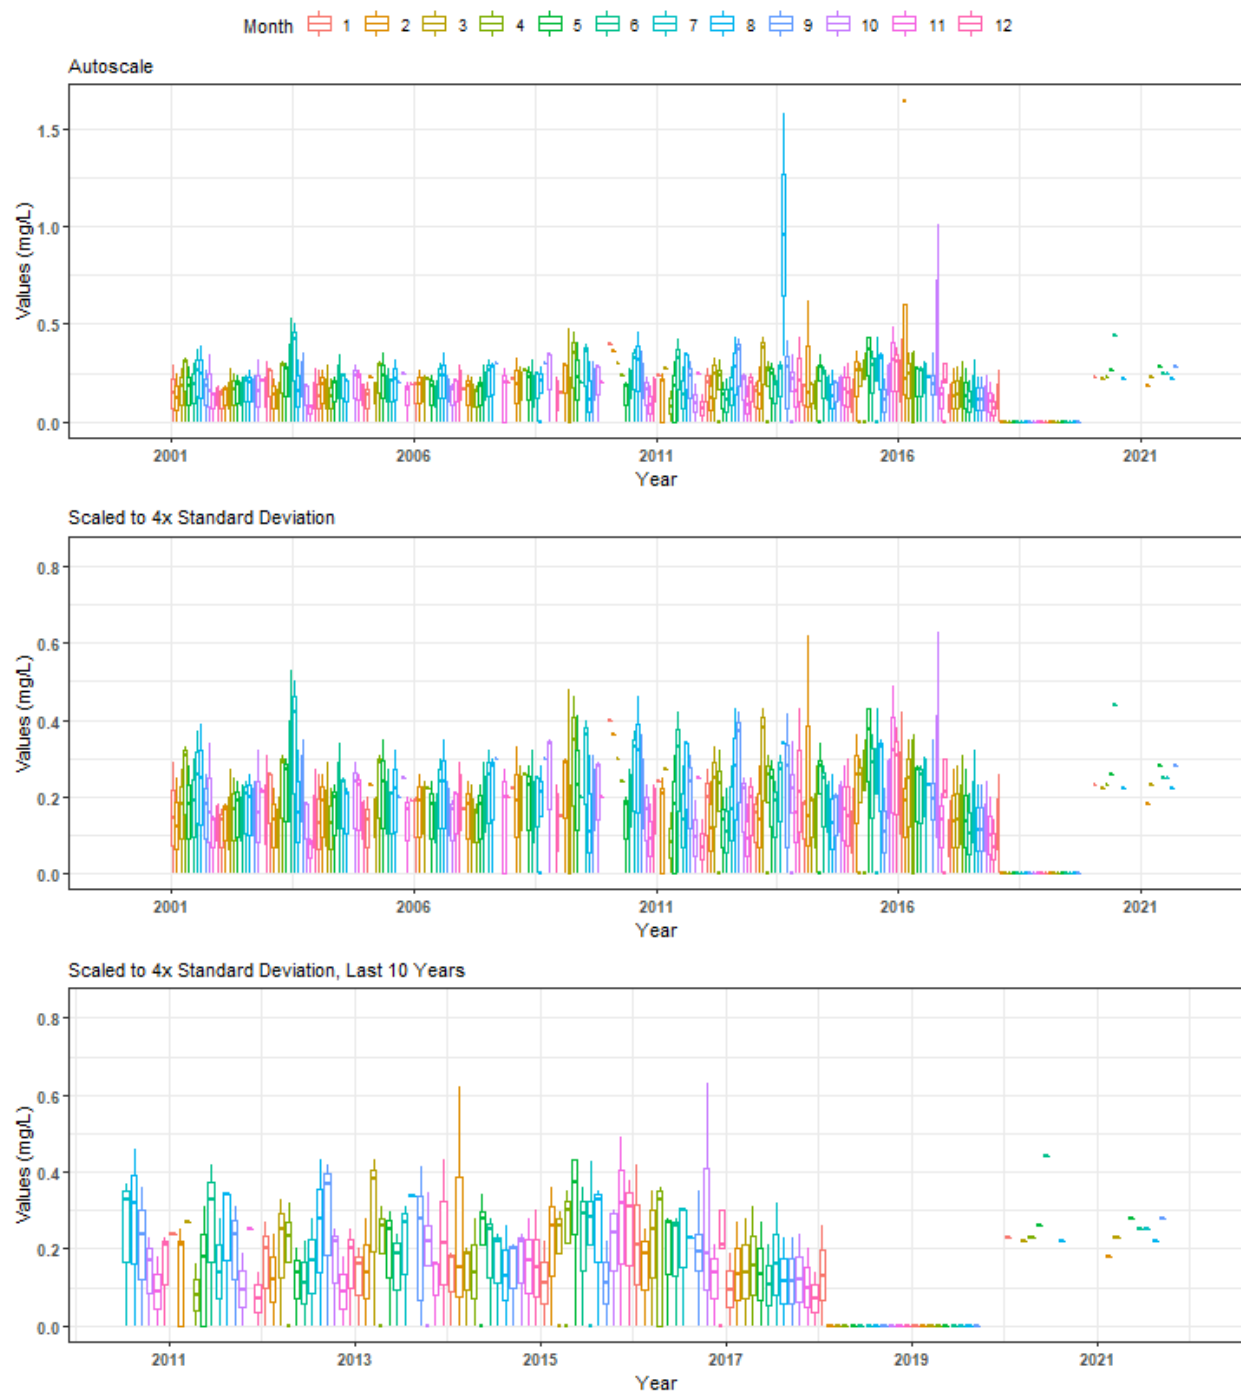 Month 1 2 3 4 5 6 7 8 9 10 11 12
Autoscale
Values (mg/L)
1.5
1.0
0.5
0.0
2001 2006 2011 2016 2021
Year
Scaled to 4x Standard Deviation
Values (mg/L)
0.8
0.6
0.4
0.2
0.0
2001 2006 2011 2016 2021
Year
Scaled to 4x Standard Deviation, Last 10 Years
Values (mg/L)
0.8
0.6
0.4
0.2
0.0
2011 2013 2015 2017 2019 2021
Year